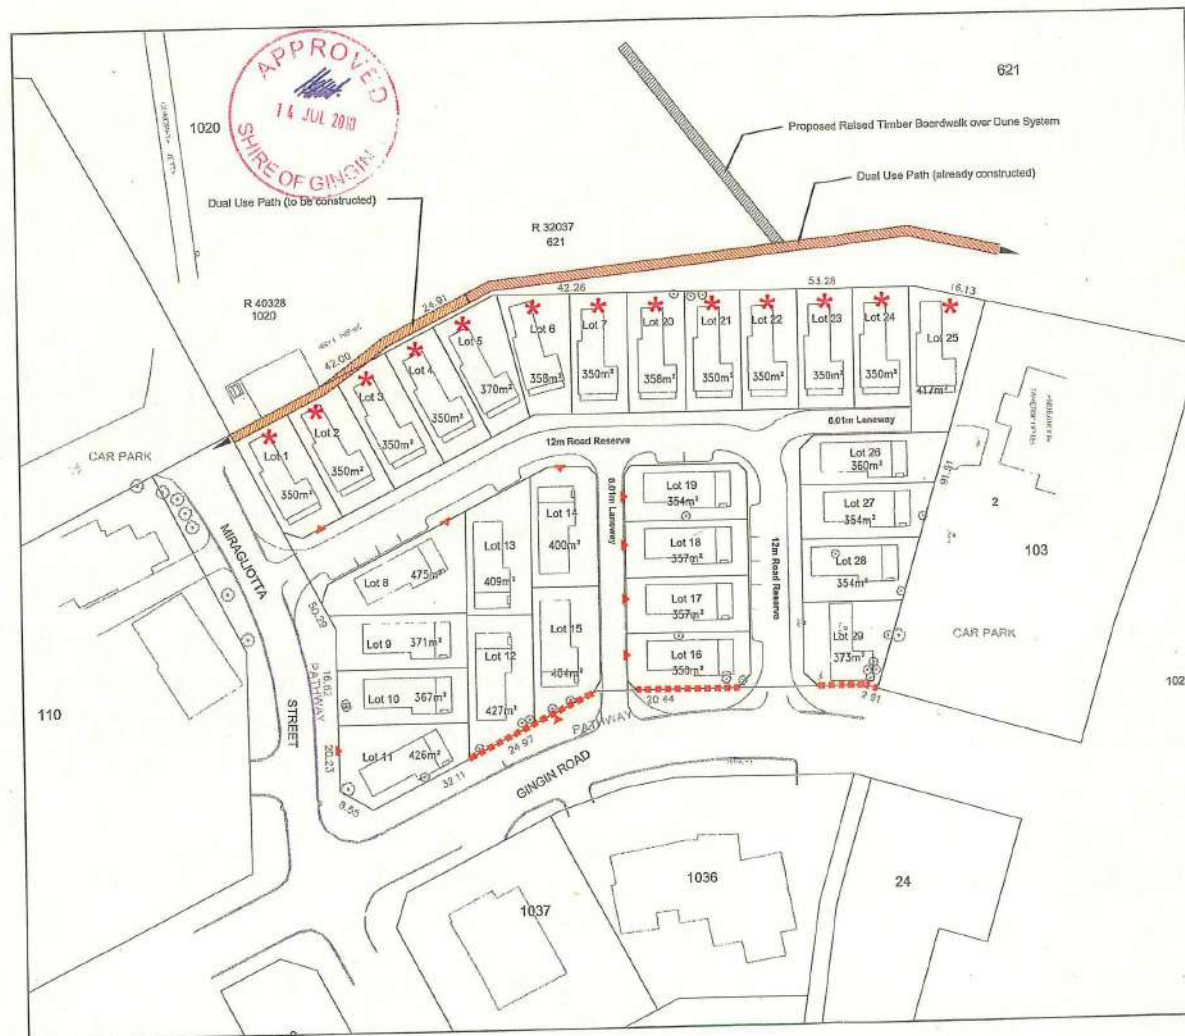 APPROVED
14 JUL 2010
SHIRE OF GINGIN
1020
621
Proposed Raised Timber Boardwalk over Dune System
Dual Use Path (already constructed)
Dual Use Path (to be constructed)
R 32037
621
R 40328
1020
42.00
24.91
42.26
53.28
16.13
Lot 1
350m²
Lot 2
350m²
Lot 3
350m²
Lot 4
350m²
Lot 5
370m²
Lot 6
358m²
Lot 7
350m²
Lot 20
358m²
Lot 21
350m²
Lot 22
350m²
Lot 23
350m²
Lot 24
350m²
Lot 25
417m²
CAR PARK
12m Road Reserve
6.01m Laneway
6.01m Laneway
12m Road Reserve
91.51
Lot 26
360m²
Lot 27
354m²
Lot 28
354m²
Lot 29
373m²
Lot 19
354m²
Lot 18
357m²
Lot 17
357m²
Lot 16
350m²
Lot 14
400m²
Lot 13
409m²
Lot 15
404m²
Lot 12
427m²
Lot 8
475m²
Lot 9
371m²
Lot 10
367m²
Lot 11
426m²
2
103
CAR PARK
102
110
MIRAGLIOTTA
STREET
PATHWAY
50.29
16.62
20.23
8.55
32.11
24.97
20.44
2.91
PATHWAY
GINGIN ROAD
1037
1036
24